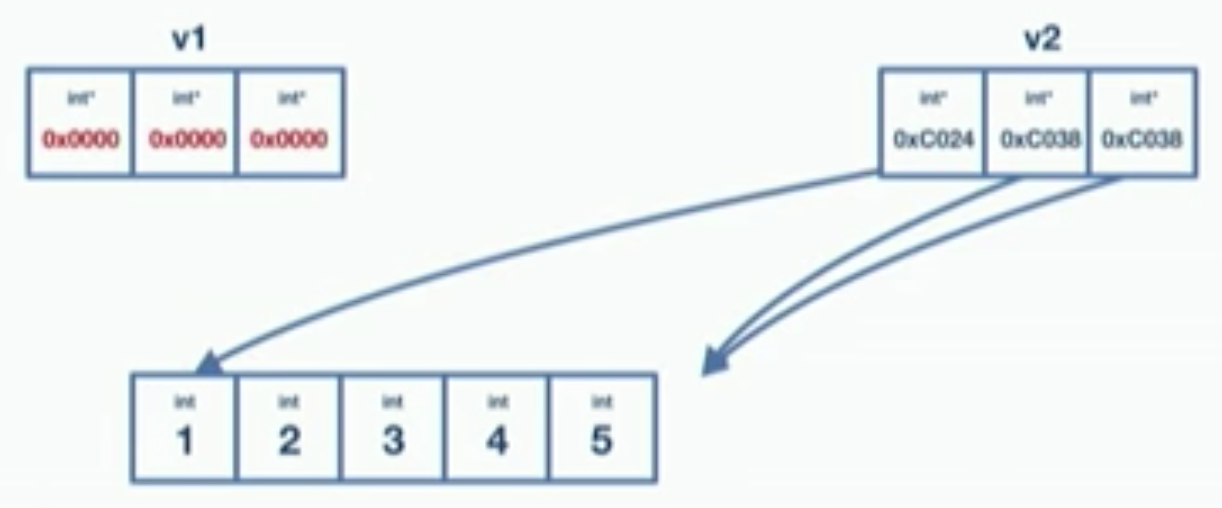 v1
v2
int* int* int*
0x0000 0x0000 0x0000
int* int* int*
0xC024 0xC038 0xC038
int int int int int
1 2 3 4 5